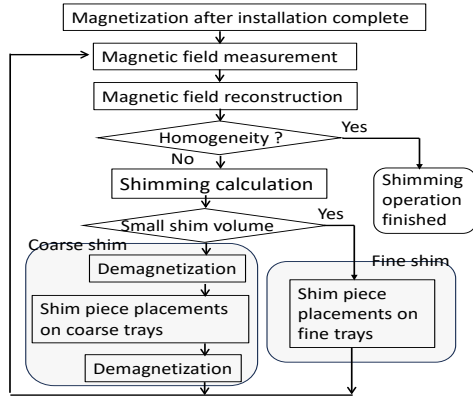 Magnetization after installation complete
Magnetic field measurement
Magnetic field reconstruction
Homogeneity ?
Yes
No
Shimming calculation
Shimming
operation
finished
Small shim volume
Yes
Coarse shim
Fine shim
Demagnetization
Shim piece placements
on coarse trays
Demagnetization
Shim piece
placements on
fine trays